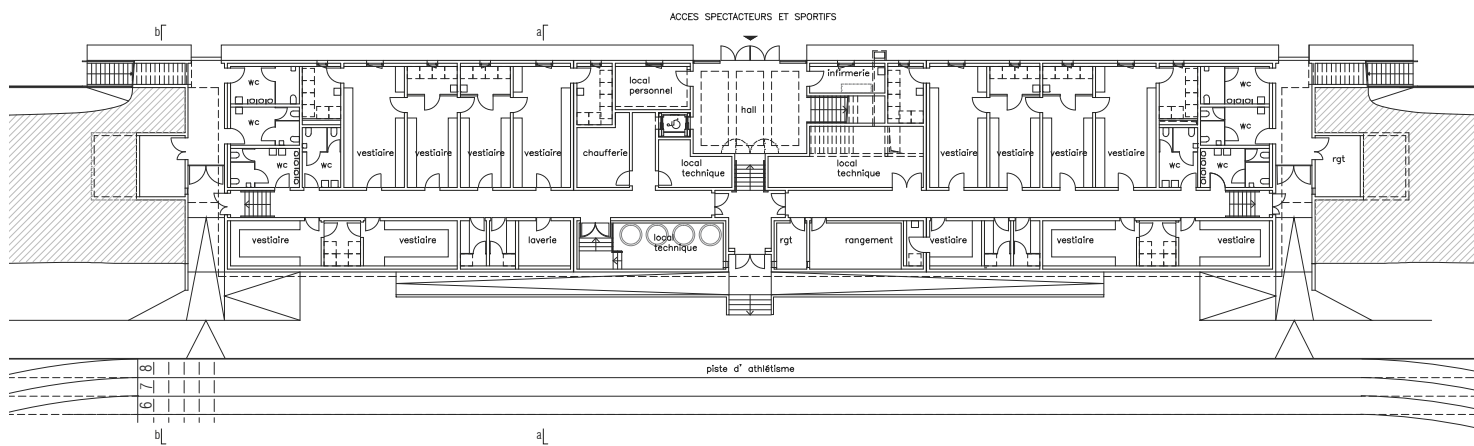 ACCES SPECTACTEURS ET SPORTIFS
b
a
wc
local
personnel
infirmerie
wc
hall
wc
wc
rgt
vestiaire
vestiaire
vestiaire
vestiaire
chaufferie
local
technique
local
technique
vestiaire
vestiaire
vestiaire
vestiaire
wc
wc
wc
wc
vestiaire
vestiaire
laverie
local
technique
rgt
rangement
vestiaire
vestiaire
vestiaire
piste d' athlétisme
8
7
6
b
a